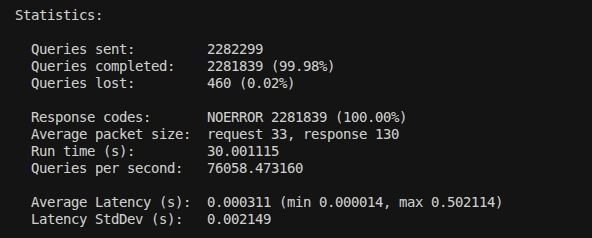 Statistics:
Queries sent: 2282299
Queries completed: 2281839 (99.98%)
Queries lost: 460 (0.02%)
Response codes: NOERROR 2281839 (100.00%)
Average packet size: request 33, response 130
Run time (s): 30.001115
Queries per second: 76058.473160
Average Latency (s): 0.000311 (min 0.000014, max 0.502114)
Latency StdDev (s): 0.002149